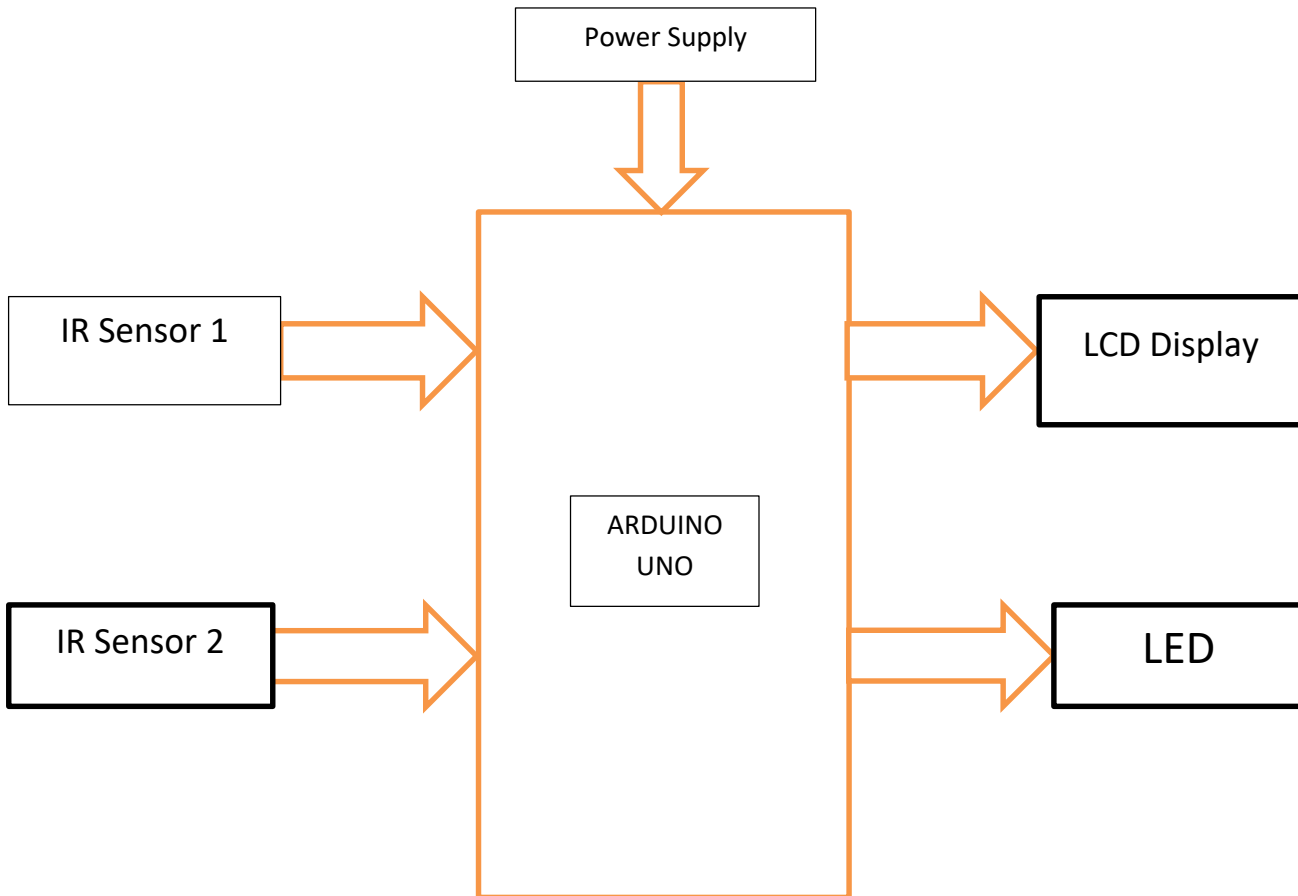 Power Supply
IR Sensor 1
LCD Display
ARDUINO
UNO
IR Sensor 2
LED